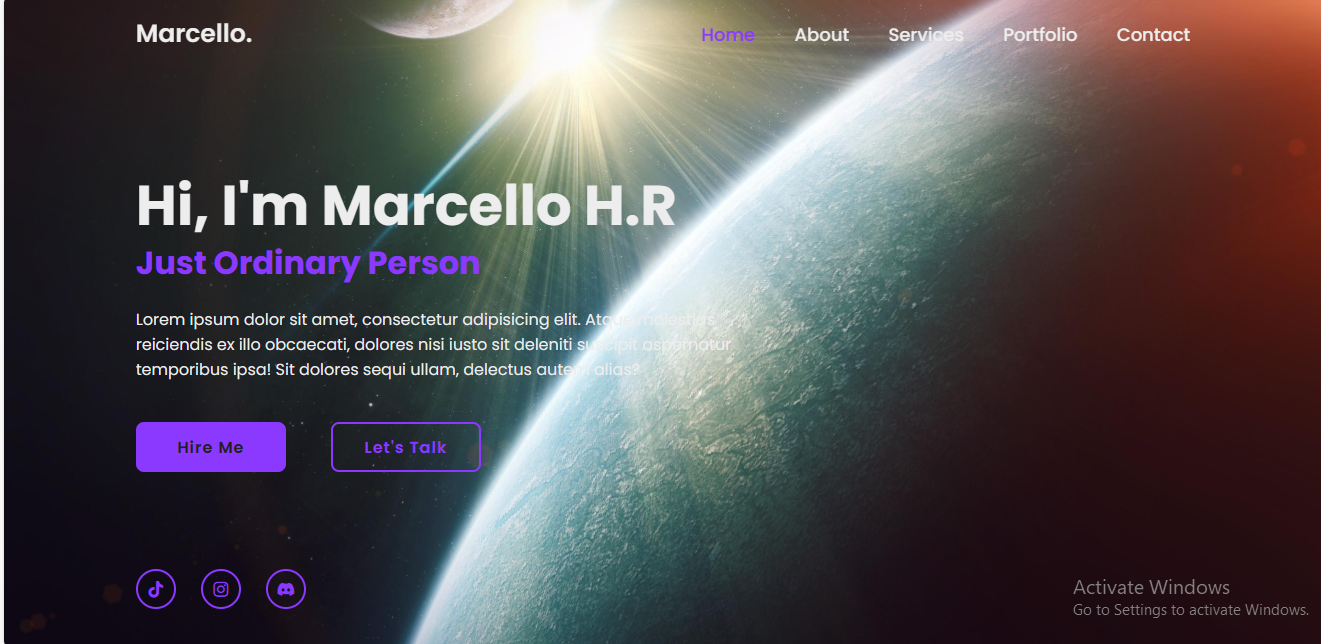 Marcello.
Home About Services Portfolio Contact
Hi, I'm Marcello H.R
Just Ordinary Person
Lorem ipsum dolor sit amet, consectetur adipisicing elit. Atque molestias
reiciendis ex illo obcaecati, dolores nisi iusto sit deleniti suscipit aspernatur
temporibus ipsa! Sit dolores sequi ullam, delectus autem alias?
Hire Me
Let's Talk
Activate Windows
Go to Settings to activate Windows.